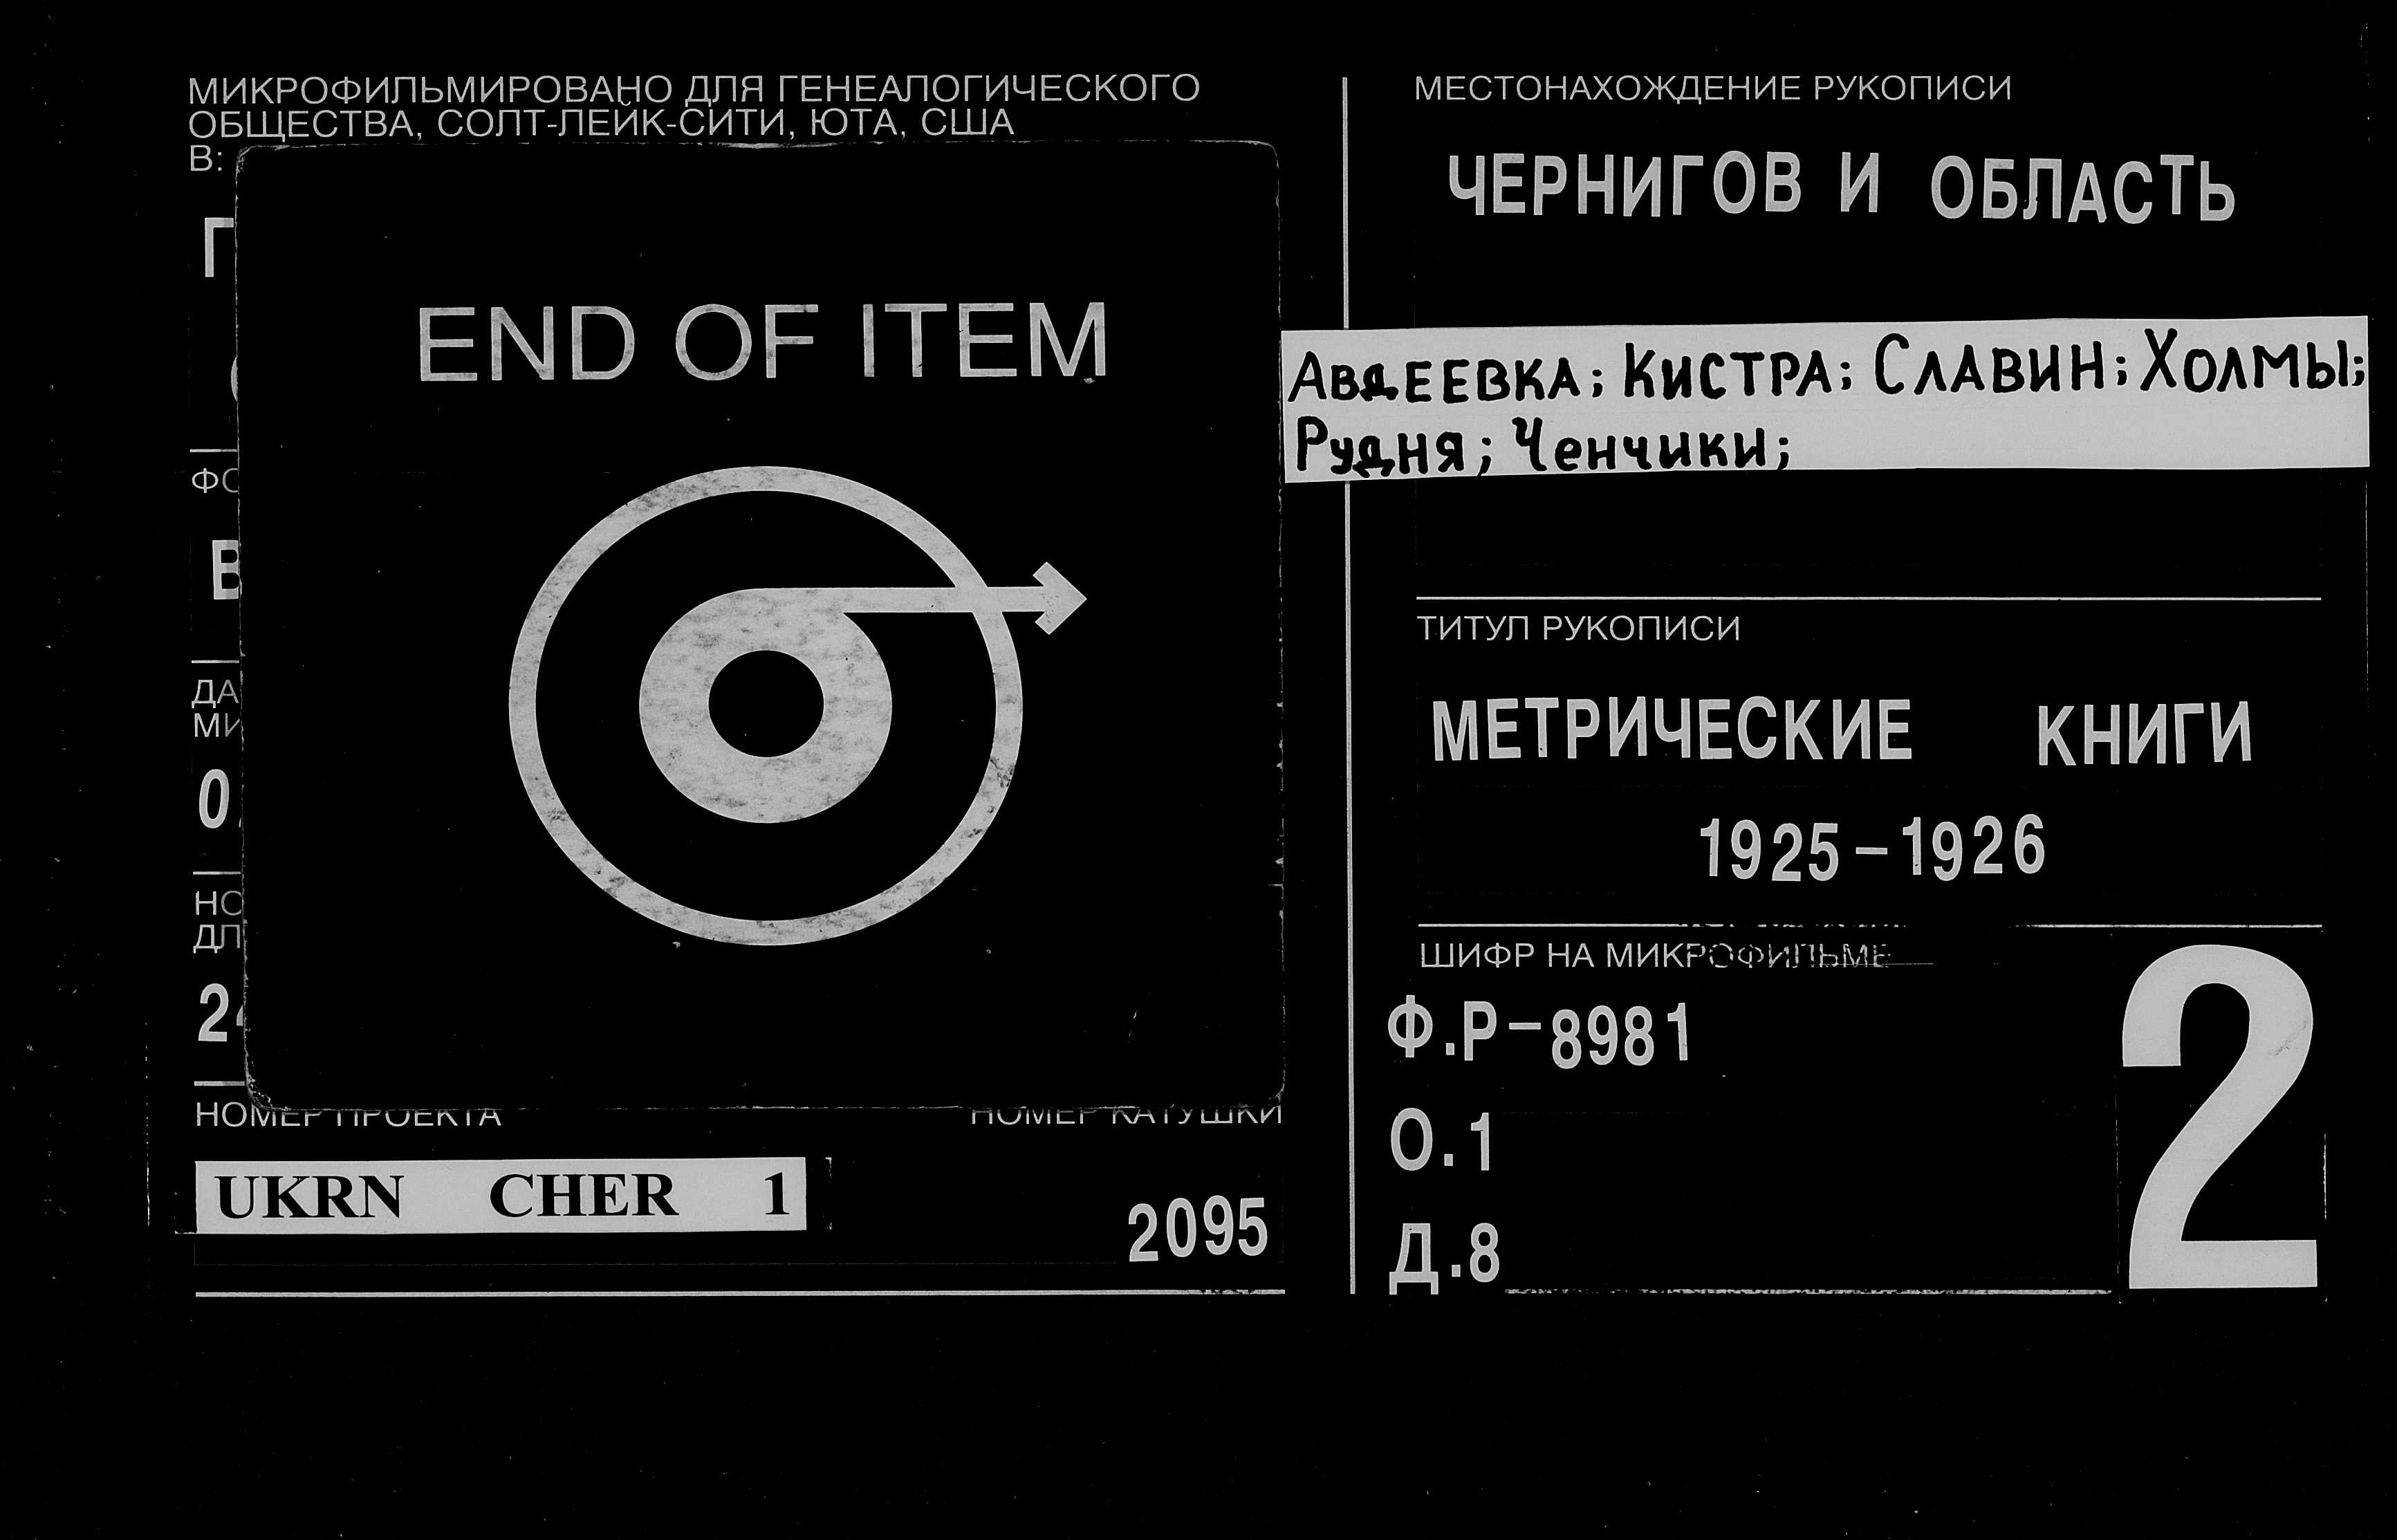 МИКРОФИЛЬМИРОВАНО ДЛЯ ГЕНЕАЛОГИЧЕСКОГО
ОБЩЕСТВА, СОЛТ-ЛЕЙК-СИТИ, ЮТА, США
В:
END OF ITEM
НОМЕР ПРОЕКТА
НОМЕР КАТУШКИ
UKRN CHER 1
2095
МЕСТОНАХОЖДЕНИЕ РУКОПИСИ
ЧЕРНИГОВ И ОБЛАСТЬ
АВДЕЕВКА; КИСТРА; СЛАВИН; ХОЛМЫ;
Рудня; Ченчики;
ТИТУЛ РУКОПИСИ
МЕТРИЧЕСКИЕ КНИГИ
1925-1926
ШИФР НА МИКРОФИЛЬМЕ
Ф.Р-8981
О.1
Д.8
2